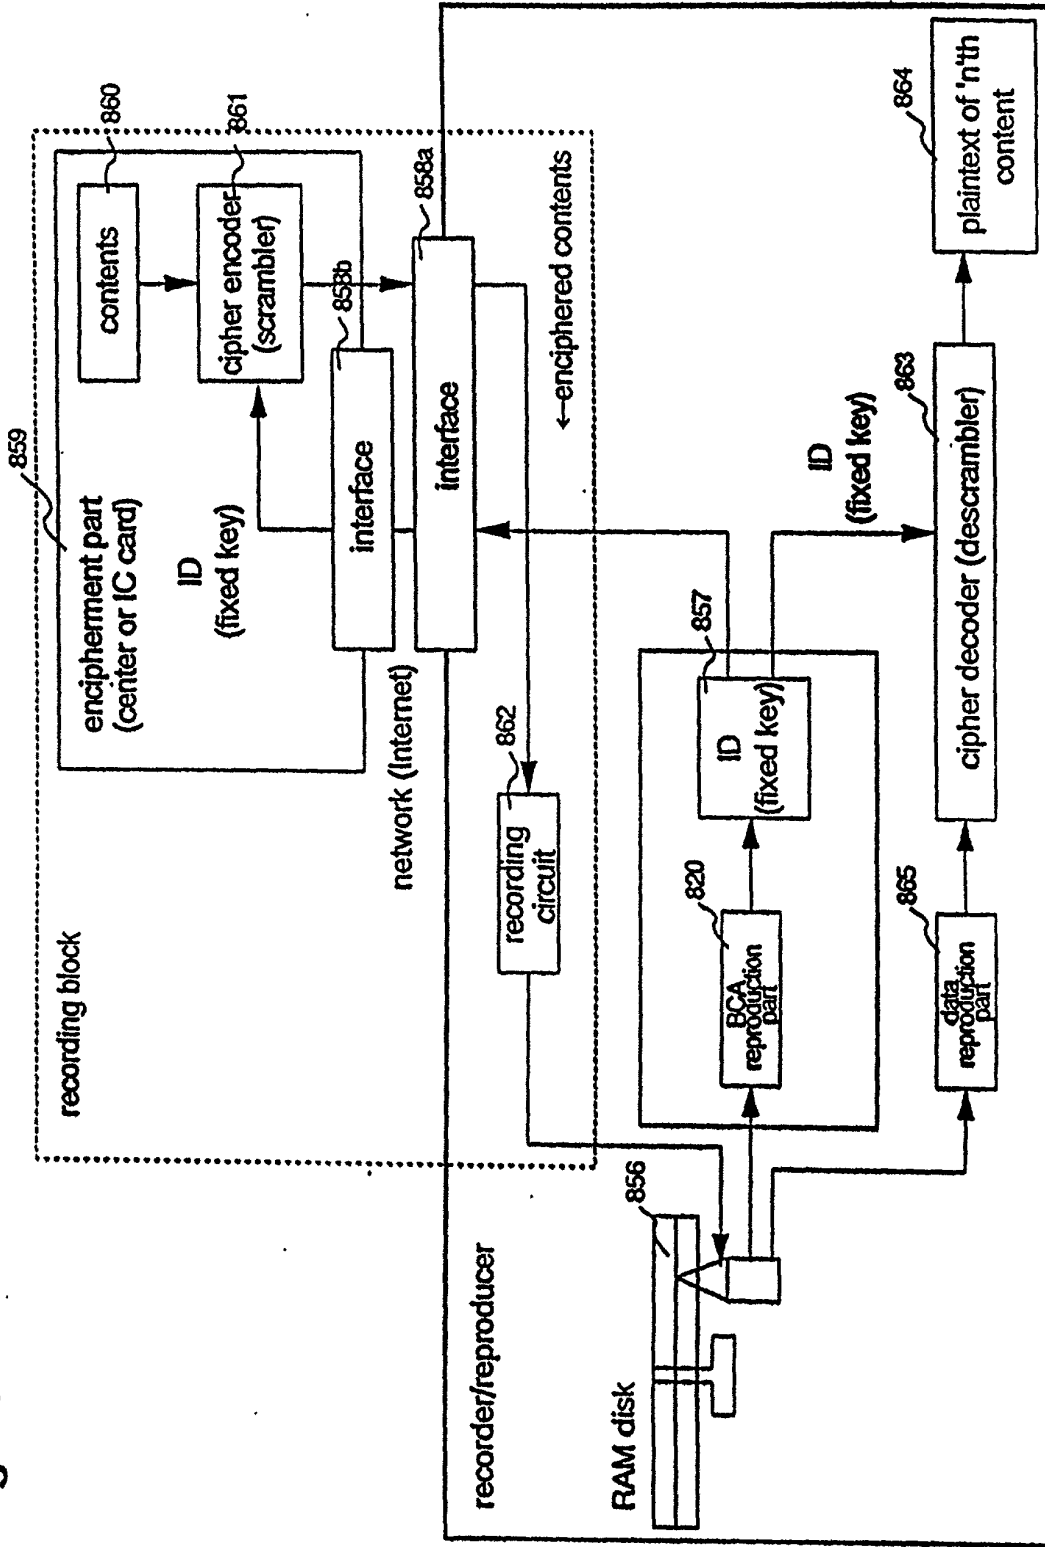 recording block
859
encipherment part
(center or IC card)
860
contents
861
cipher encoder
(scrambler)
ID
(fixed key)
858b
interface
network (Internet)
858a
interface
←enciphered contents
862
recording
circuit
recorder/reproducer
RAM disk
856
820
BCA
reproduction
part
857
ID
(fixed key)
ID
(fixed key)
865
data
reproduction
part
863
cipher decoder (descrambler)
864
plaintext of 'n'th
content